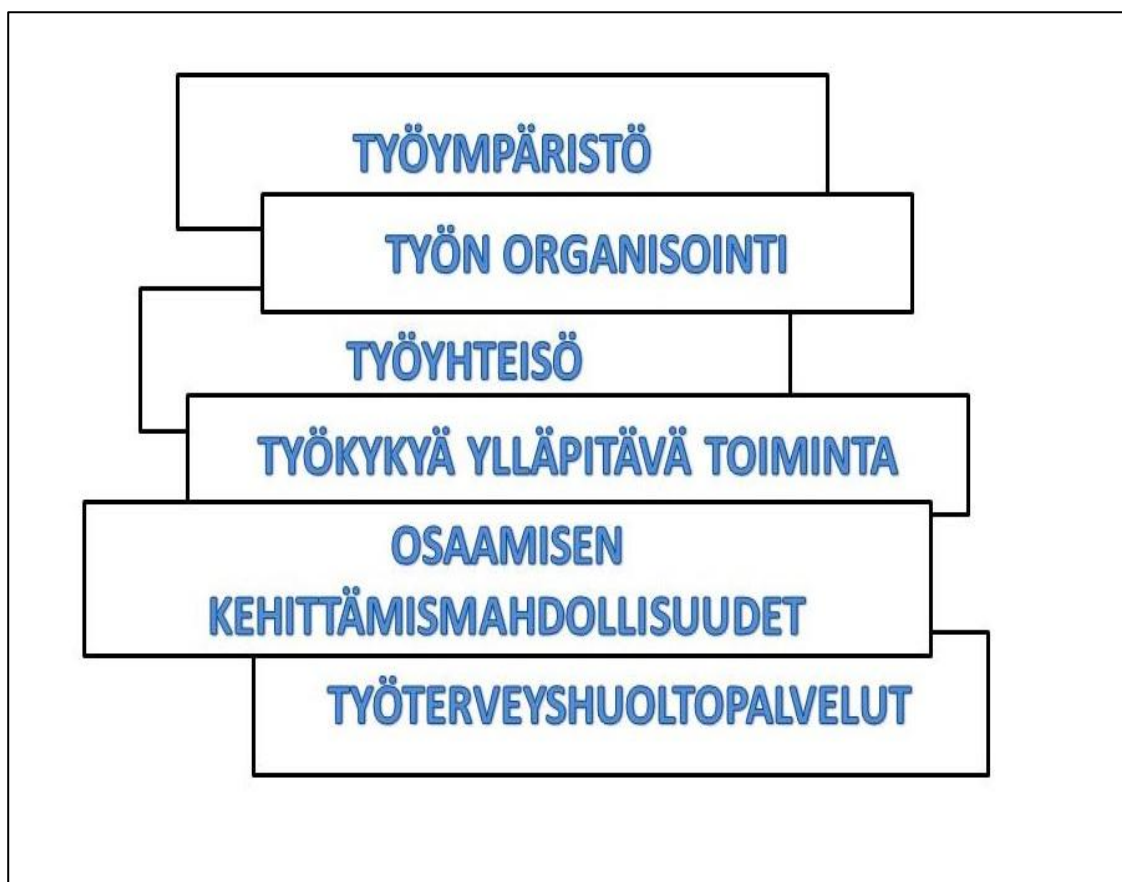 TYÖYMPÄRISTÖ
TYÖN ORGANISOINTI
TYÖYHTEISÖ
TYÖKYKYÄ YLLÄPITÄVÄ TOIMINTA
OSAAMISEN
KEHITTÄMISMAHDOLLISUUDET
TYÖTERVEYSHUOLTOPALVELUT